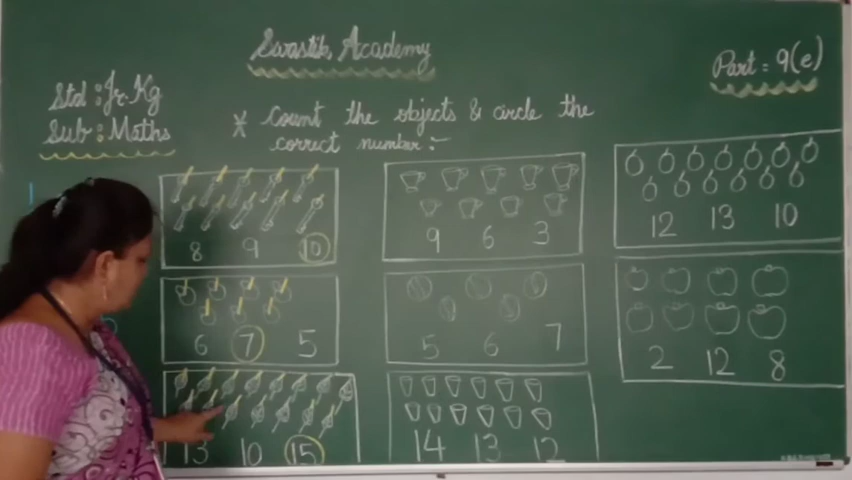 Swastik Academy
Part : 9(e)
Std : Jr. Kg
Sub : Maths
* Count the objects & circle the
correct number :-
8 9 10
9 6 3
12 13 10
6 7 5
5 6 7
2 12 8
13 10 15
14 13 12